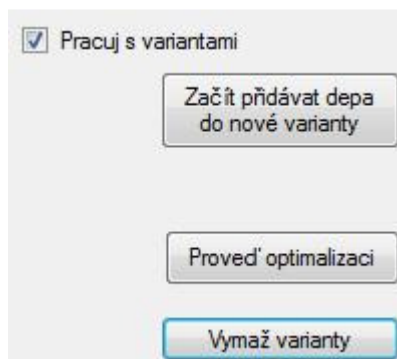 Pracuj s variantami
Začít přidávat depa
do nové varianty
Proveď optimalizaci
Vymaž varianty